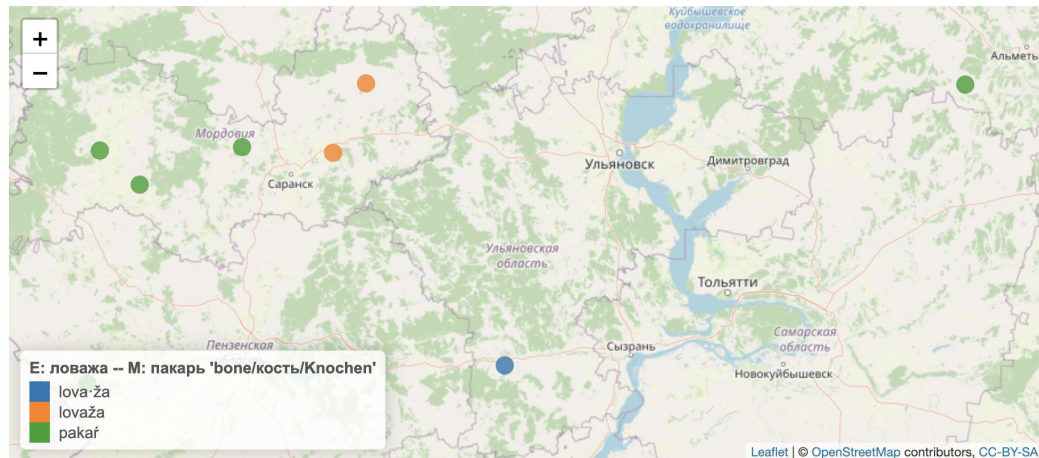 +
−
Куйбышевское
водохранилище
Альметь
Мордовия
Саранск
Ульяновск
Димитровград
Ульяновская
область
Тольятти
Самарская
область
Сызрань
Новокуйбышевск
Пензенская
E: ловажа -- M: пакарь 'bone/кость/Knochen'
lova·ža
lovaža
pakaŕ
Leaflet | © OpenStreetMap contributors, CC-BY-SA